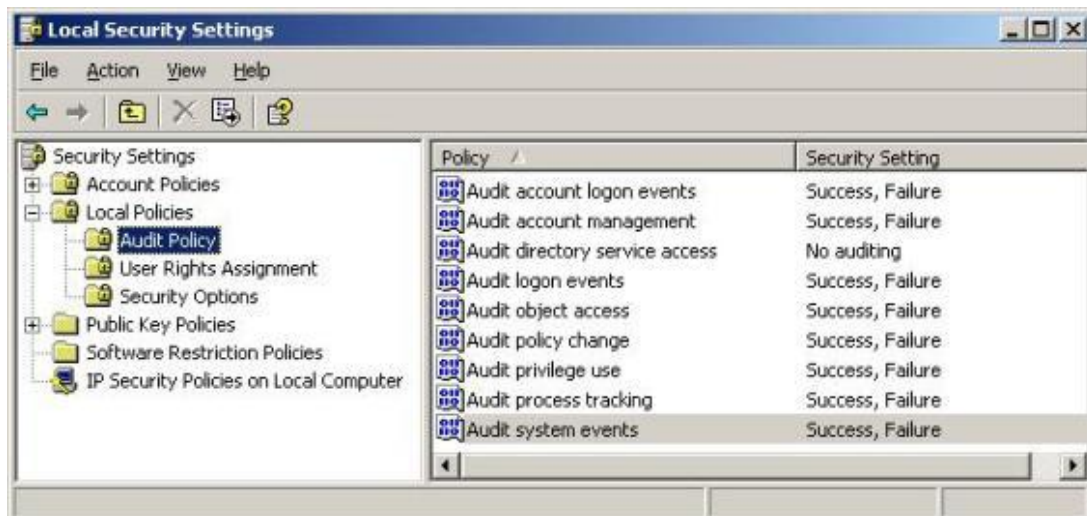 Local Security Settings
File Action View Help
Security Settings
Account Policies
Local Policies
Audit Policy
User Rights Assignment
Security Options
Public Key Policies
Software Restriction Policies
IP Security Policies on Local Computer
Policy Security Setting
Audit account logon events Success, Failure
Audit account management Success, Failure
Audit directory service access No auditing
Audit logon events Success, Failure
Audit object access Success, Failure
Audit policy change Success, Failure
Audit privilege use Success, Failure
Audit process tracking Success, Failure
Audit system events Success, Failure